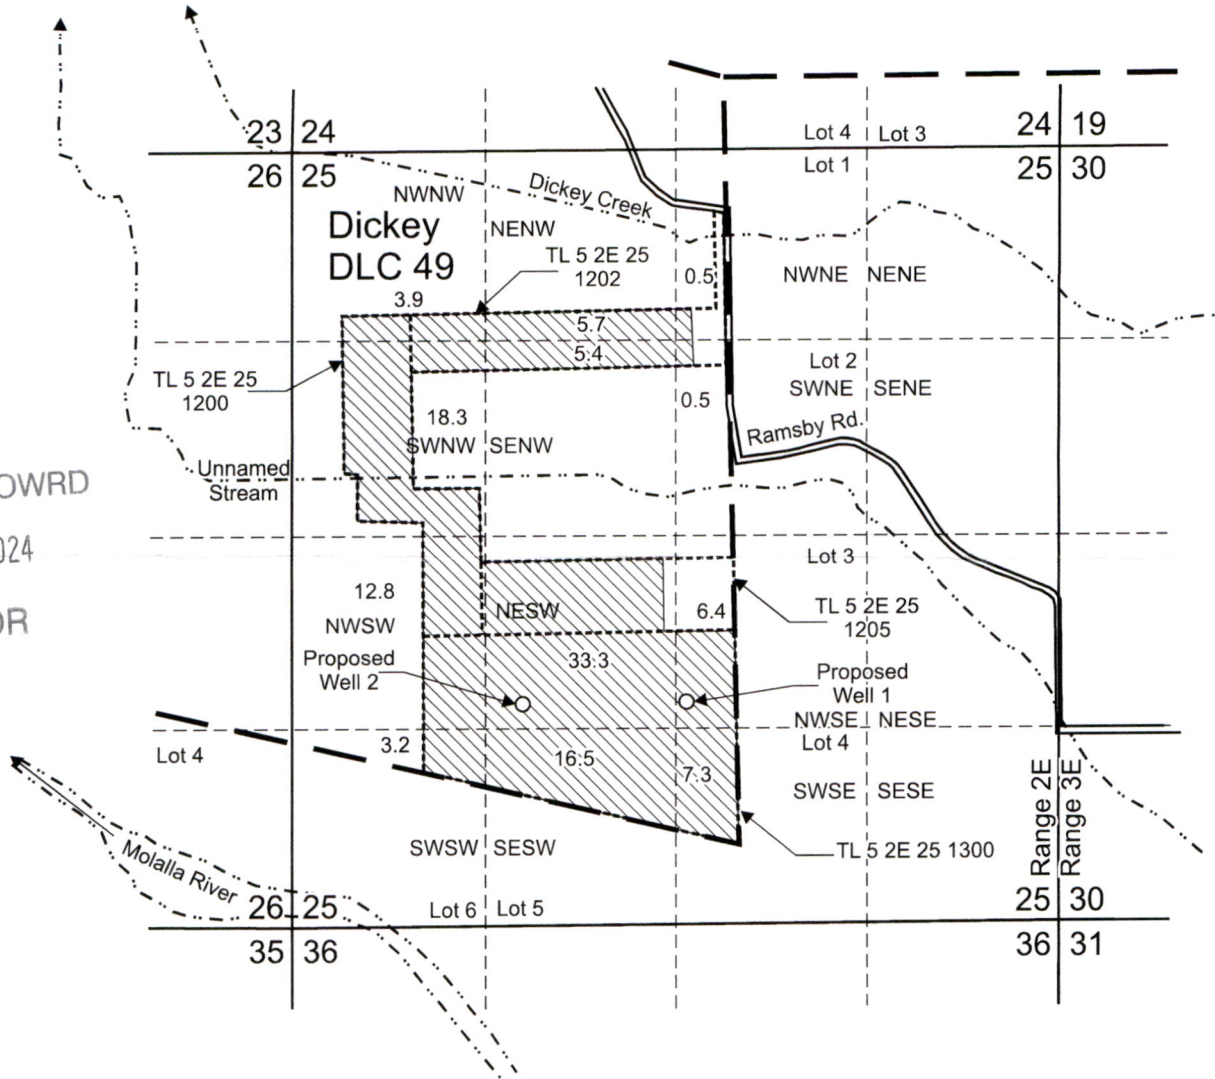 23 24
26 25
24 19
25 30
Lot 4 Lot 3
Lot 1
NWNW
Dickey Creek
NENW
Dickey
DLC 49
TL 5 2E 25
1202
0.5
NWNE NENE
3.9
5.7
5.4
Lot 2
SWNE SENE
TL 5 2E 25
1200
0.5
18.3
SWNW SENW
Ramsby Rd.
Unnamed
Stream
OWRD
024
OR
Lot 3
12.8
NWSW
NESW
6.4
TL 5 2E 25
1205
Proposed
Well 2
33.3
Proposed
Well 1
NWSE NESE
Lot 4
3.2
Lot 4
16.5
7.3
SWSE SESE
Range 2E
Range 3E
TL 5 2E 25 1300
SWSW SESW
Molalla River
Lot 6 Lot 5
26 25
35 36
25 30
36 31